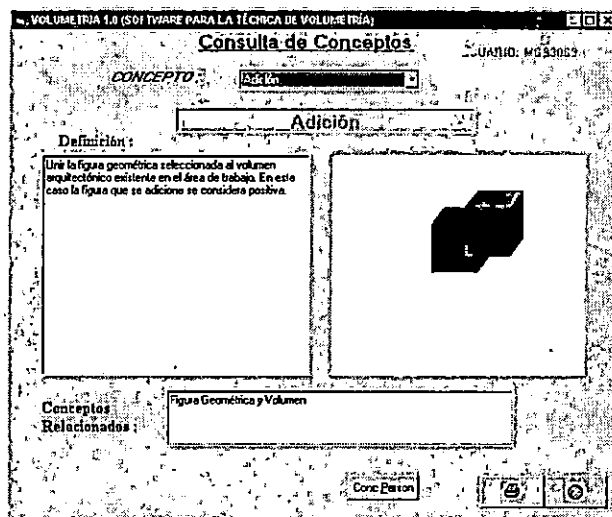 VOLUMETRIA 1.0 (SOFTWARE PARA LA TÉCNICA DE VOLUMETRÍA)
Consulta de Conceptos
USUARIO:
CONCEPTO :
Adición
Adición
Definición :
Unir la figura geométrica seleccionada al volumen
arquitectónico existente en el área de trabajo. En este
caso la figura que se adicione se considera positiva.
Conceptos
Relacionados :
Figura Geométrica y Volumen
Conc Person